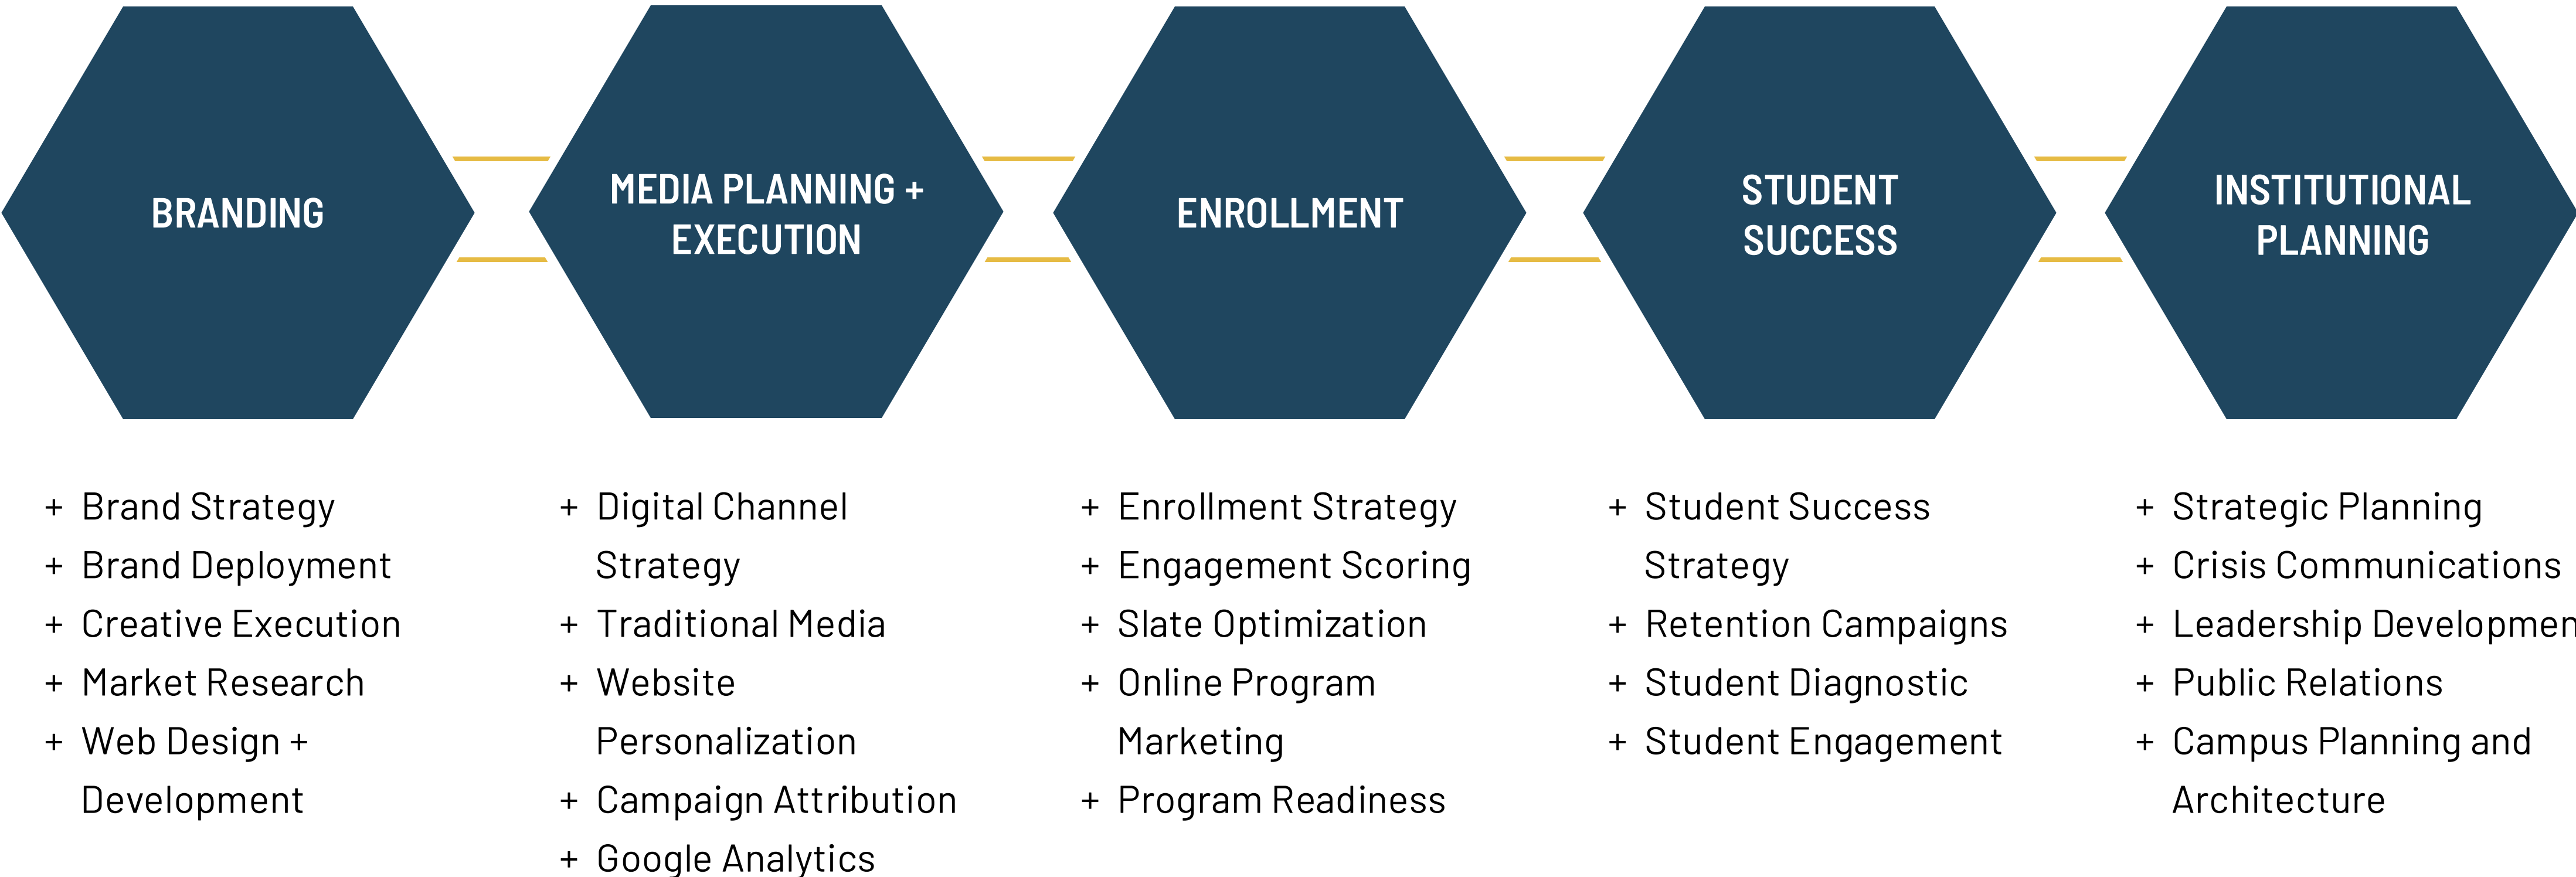 BRANDING
MEDIA PLANNING +
EXECUTION
ENROLLMENT
STUDENT
SUCCESS
INSTITUTIONAL
PLANNING
+ Brand Strategy
+ Brand Deployment
+ Creative Execution
+ Market Research
+ Web Design +
Development
+ Digital Channel
Strategy
+ Traditional Media
+ Website
Personalization
+ Campaign Attribution
+ Google Analytics
+ Enrollment Strategy
+ Engagement Scoring
+ Slate Optimization
+ Online Program
Marketing
+ Program Readiness
+ Student Success
Strategy
+ Retention Campaigns
+ Student Diagnostic
+ Student Engagement
+ Strategic Planning
+ Crisis Communications
+ Leadership Developmen
+ Public Relations
+ Campus Planning and
Architecture